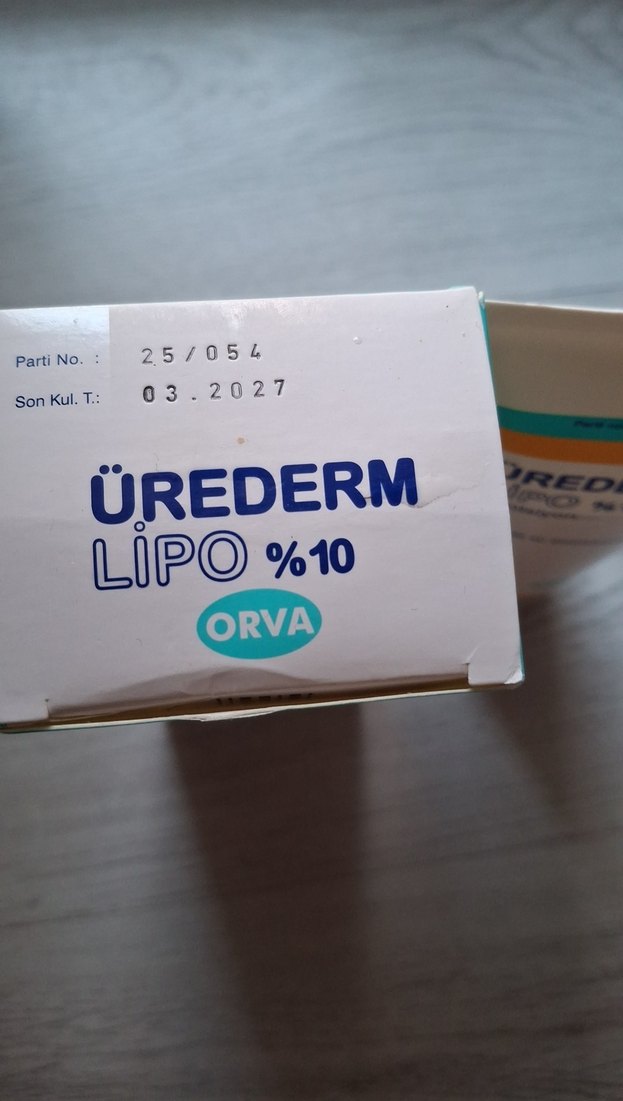 Parti No. : 25/054
Son Kul. T.: 03.2027
ÜREDERM
LİPO %10
ORVA